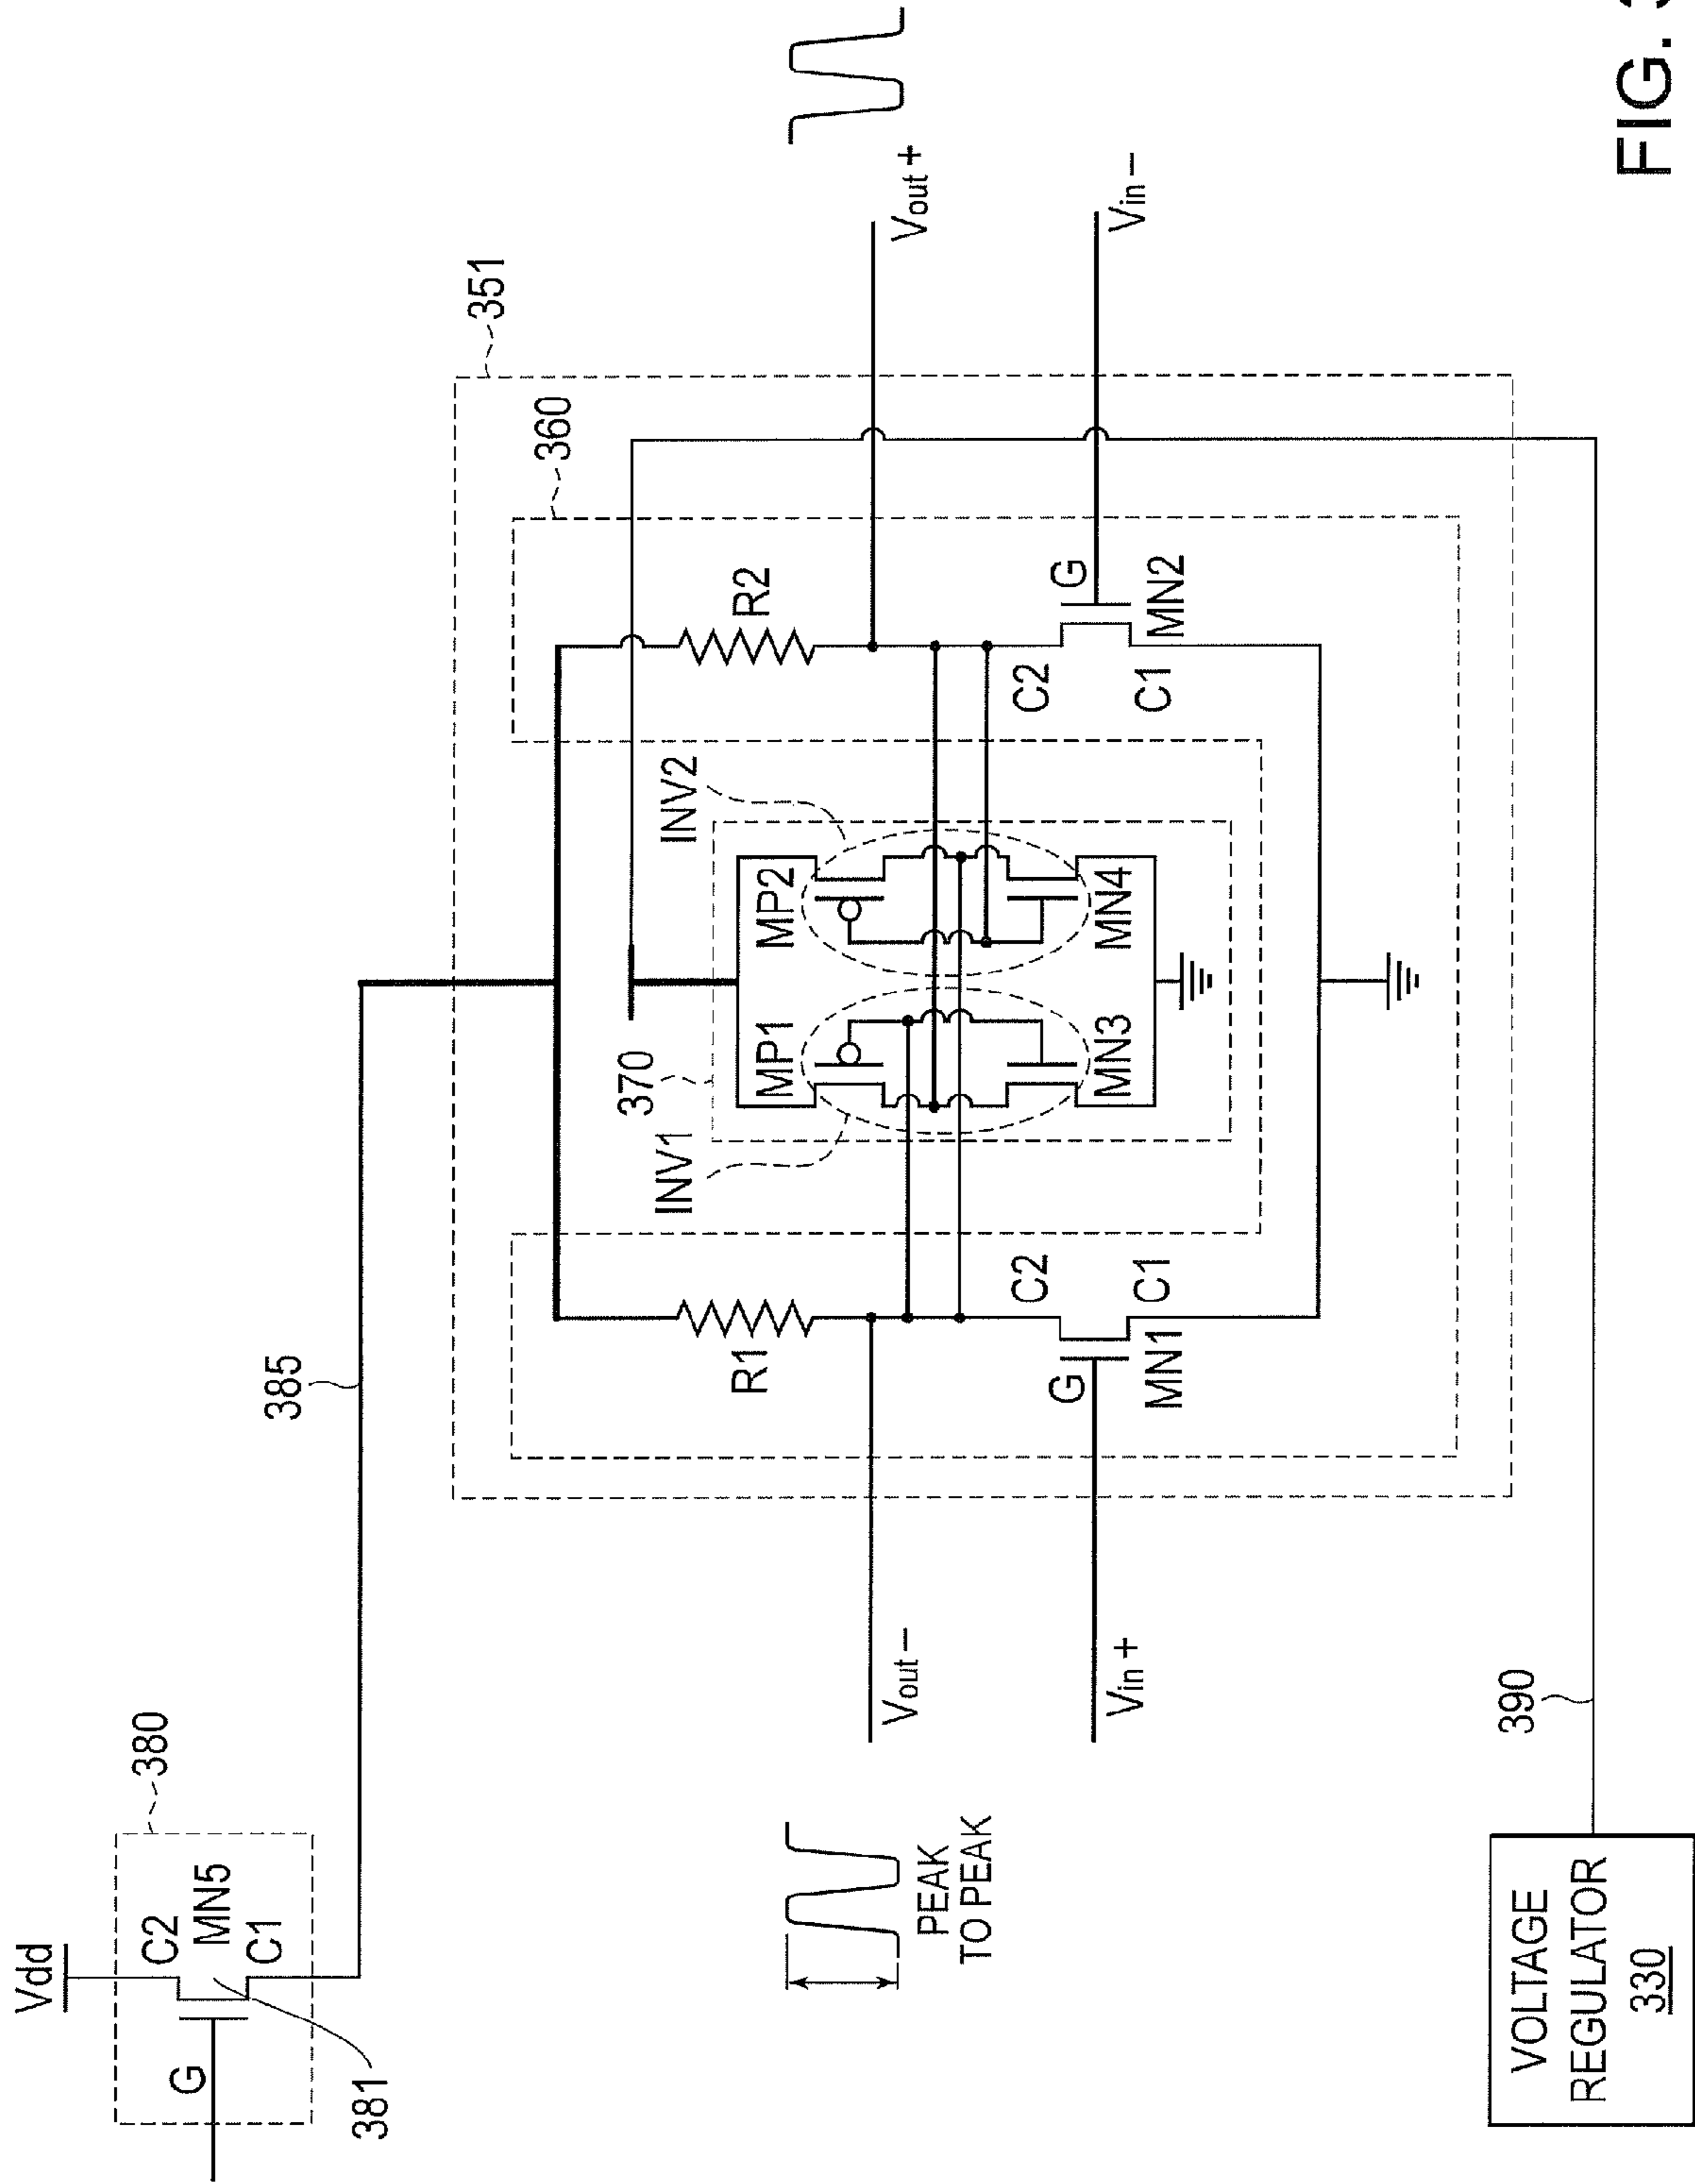 Vdd
380
C2
MN5
G
C1
381
385
351
360
R1
R2
370
INV1
INV2
MP1
MP2
MN3
MN4
Vout−
Vout+
PEAK
TO PEAK
C2
G
C1
MN1
C2
G
C1
MN2
Vin+
Vin−
390
VOLTAGE
REGULATOR
330
FIG.